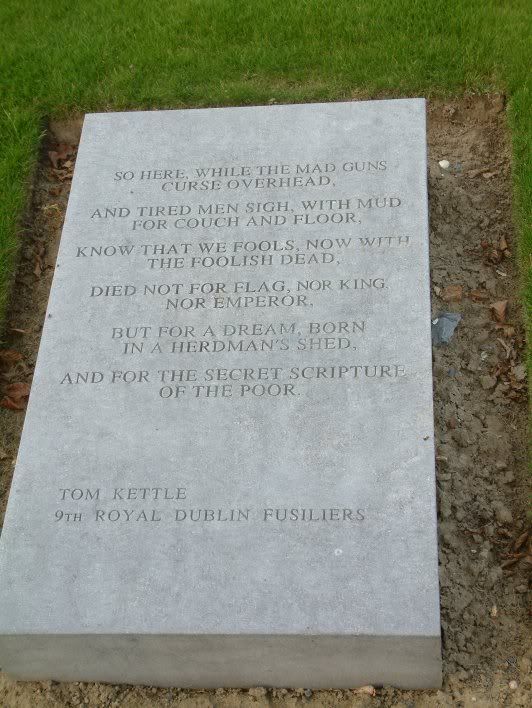 SO HERE, WHILE THE MAD GUNS
CURSE OVERHEAD,
AND TIRED MEN SIGH, WITH MUD
FOR COUCH AND FLOOR,
KNOW THAT WE FOOLS, NOW WITH
THE FOOLISH DEAD,
DIED NOT FOR FLAG, NOR KING,
NOR EMPEROR,
BUT FOR A DREAM, BORN
IN A HERDMAN'S SHED,
AND FOR THE SECRET SCRIPTURE
OF THE POOR.
TOM KETTLE
9TH ROYAL DUBLIN FUSILIERS